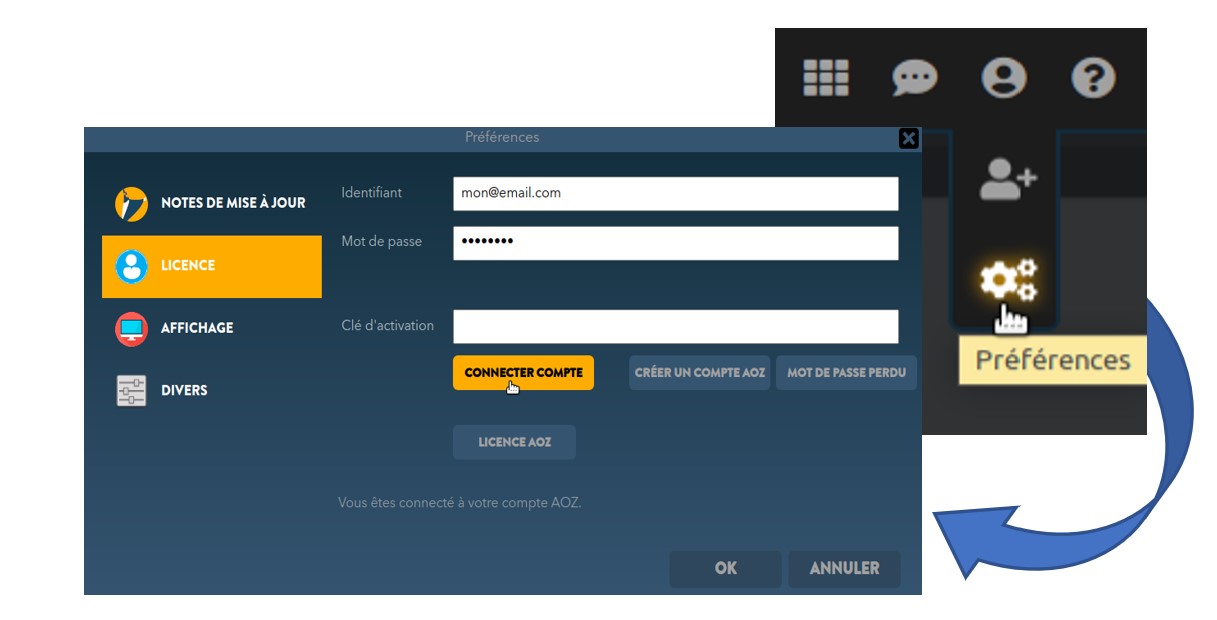 Préférences
NOTES DE MISE À JOUR
LICENCE
AFFICHAGE
DIVERS
Identifiant
mon@email.com
Mot de passe
••••••••
Clé d'activation
CONNECTER COMPTE
CRÉER UN COMPTE AOZ
MOT DE PASSE PERDU
LICENCE AOZ
Vous êtes connecté à votre compte AOZ.
OK
ANNULER
Préférences